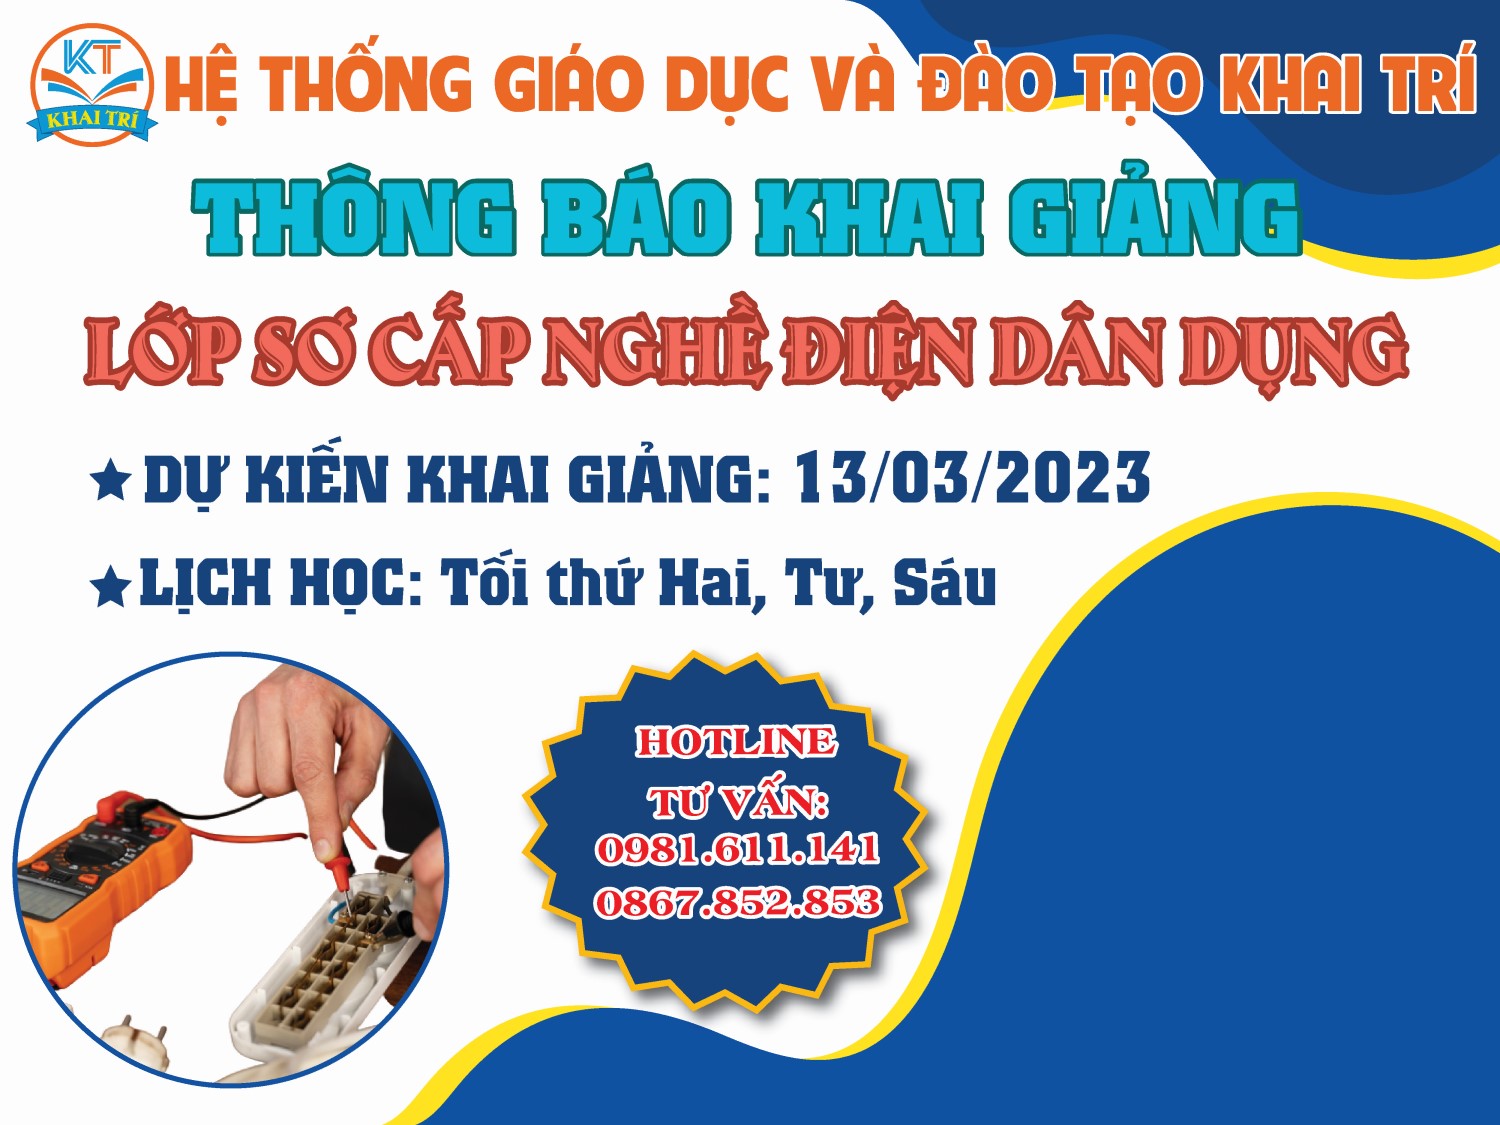 KT
KHAI TRÍ
HỆ THỐNG GIÁO DỤC VÀ ĐÀO TẠO KHAI TRÍ
THÔNG BÁO KHAI GIẢNG
LỚP SƠ CẤP NGHỀ ĐIỆN DÂN DỤNG
DỰ KIẾN KHAI GIẢNG: 13/03/2023
LỊCH HỌC: Tối thứ Hai, Tư, Sáu
HOTLINE
TƯ VẤN:
0981.611.141
0867.852.853